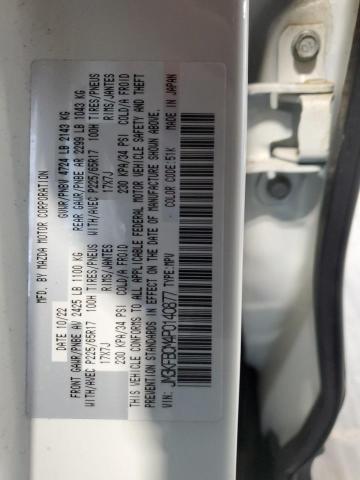 MFD. BY MAZDA MOTOR CORPORATION
DATE 10/22 GVWR/PNBV 4724 LB 2143 KG
FRONT GAWR/PNBE AV 2425 LB 1100 KG REAR GAWR/PNBE AR 2299 LB 1043 KG
WITH/AVEC P225/65R17 100H TIRES/PNEUS WITH/AVEC P225/65R17 100H TIRES/PNEUS
17X7J RIMS/JANTES 17X7J RIMS/JANTES
230 KPA/34 PSI COLD/A FROID 230 KPA/34 PSI COLD/A FROID
THIS VEHICLE CONFORMS TO ALL APPLICABLE FEDERAL MOTOR VEHICLE SAFETY AND THEFT
PREVENTION STANDARDS IN EFFECT ON THE DATE OF MANUFACTURE SHOWN ABOVE.
VIN: JM3KFBCM4P0140877 TYPE:MPV COLOR CODE:51K MADE IN JAPAN